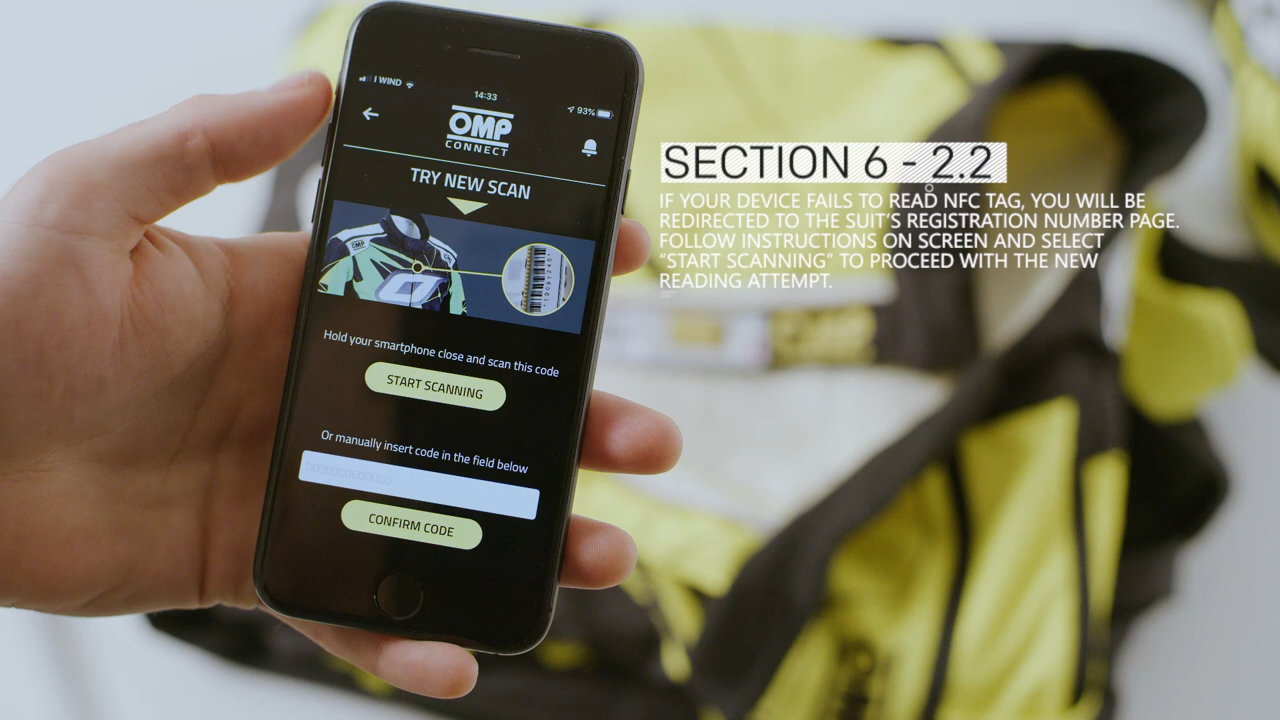 I WIND
14:33
93%
OMP
CONNECT
TRY NEW SCAN
Hold your smartphone close and scan this code
START SCANNING
Or manually insert code in the field below
CONFIRM CODE
SECTION 6 - 2.2
IF YOUR DEVICE FAILS TO READ NFC TAG, YOU WILL BE
REDIRECTED TO THE SUIT'S REGISTRATION NUMBER PAGE.
FOLLOW INSTRUCTIONS ON SCREEN AND SELECT
“START SCANNING” TO PROCEED WITH THE NEW
READING ATTEMPT.